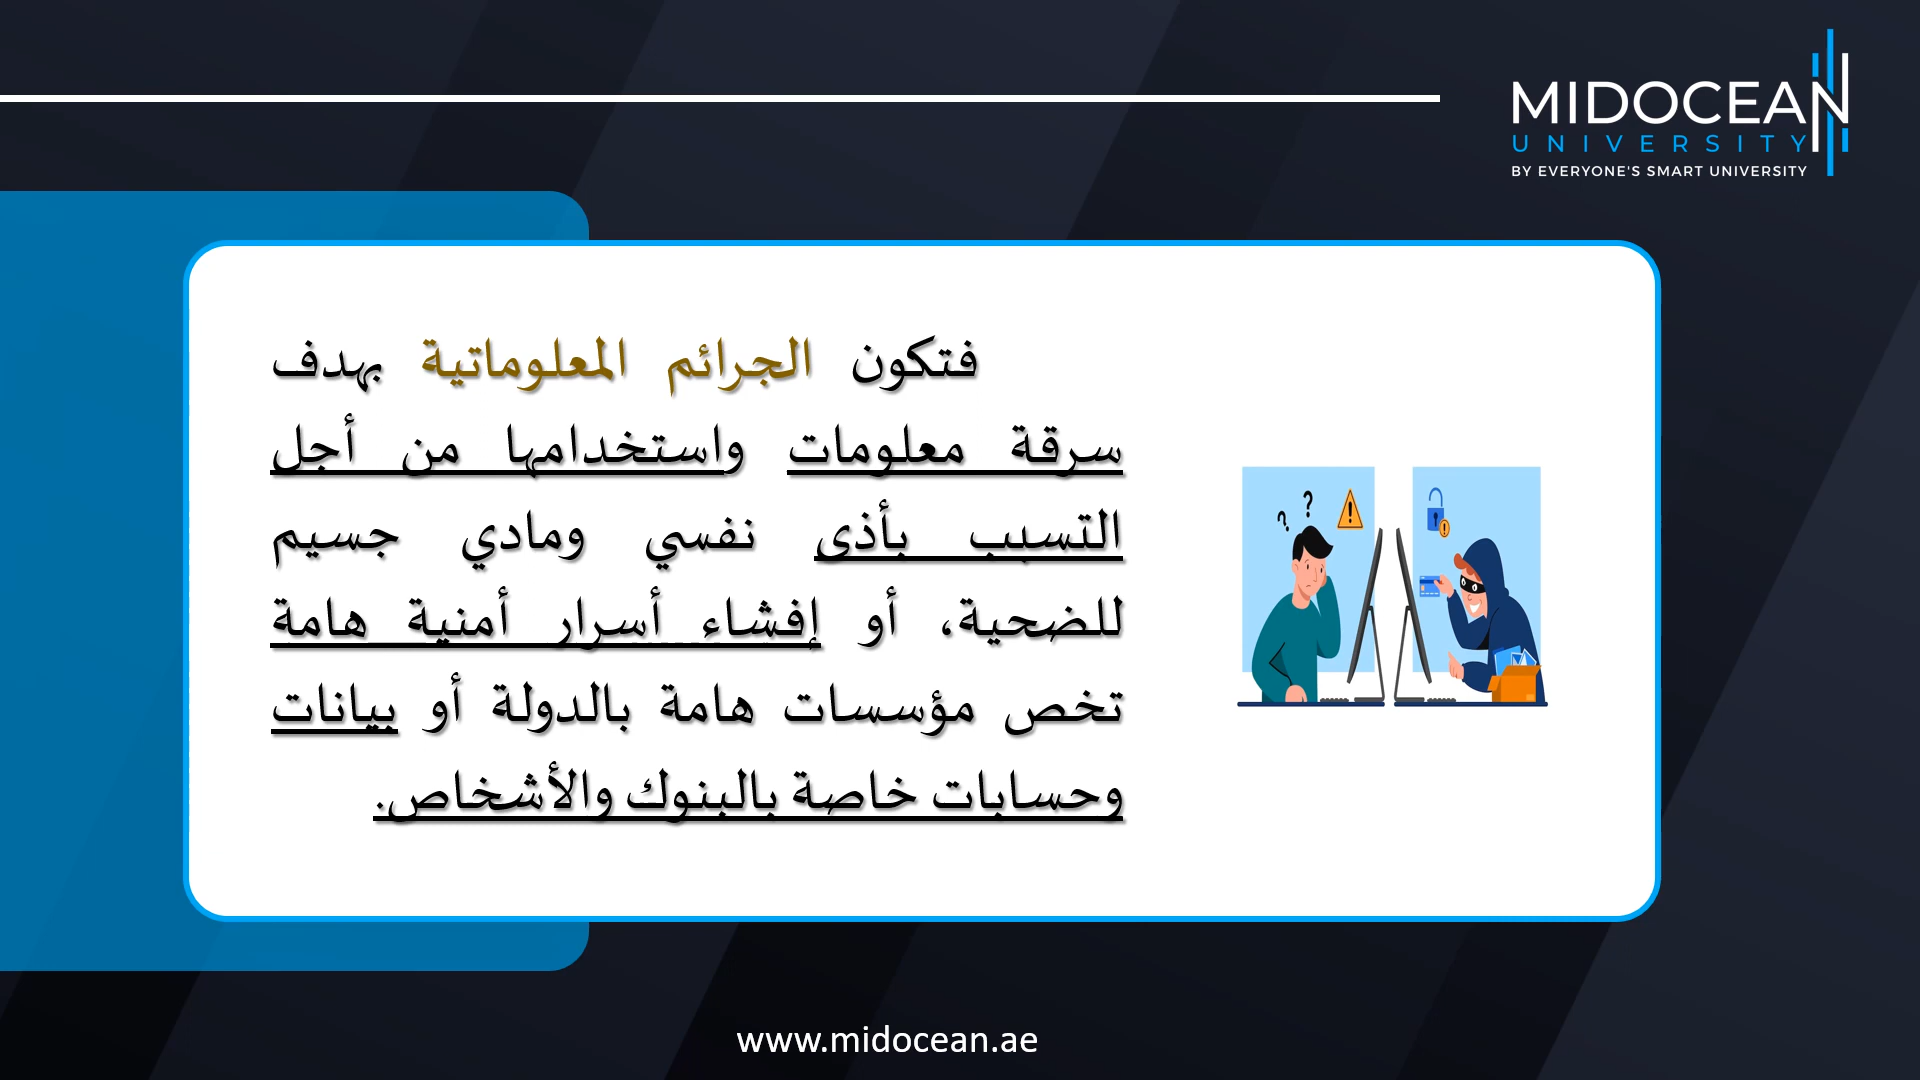 MIDOCEAN
UNIVERSITY
BY EVERYONE'S SMART UNIVERSITY
فتكون الجرائم المعلوماتية بهدف
سرقة معلومات واستخدامها من أجل
التسبب بأذى نفسي ومادي جسيم
للضحية، أو إفشاء أسرار أمنية هامة
تخص مؤسسات هامة بالدولة أو بيانات
وحسابات خاصة بالبنوك والأشخاص.
? ? !
!
www.midocean.ae